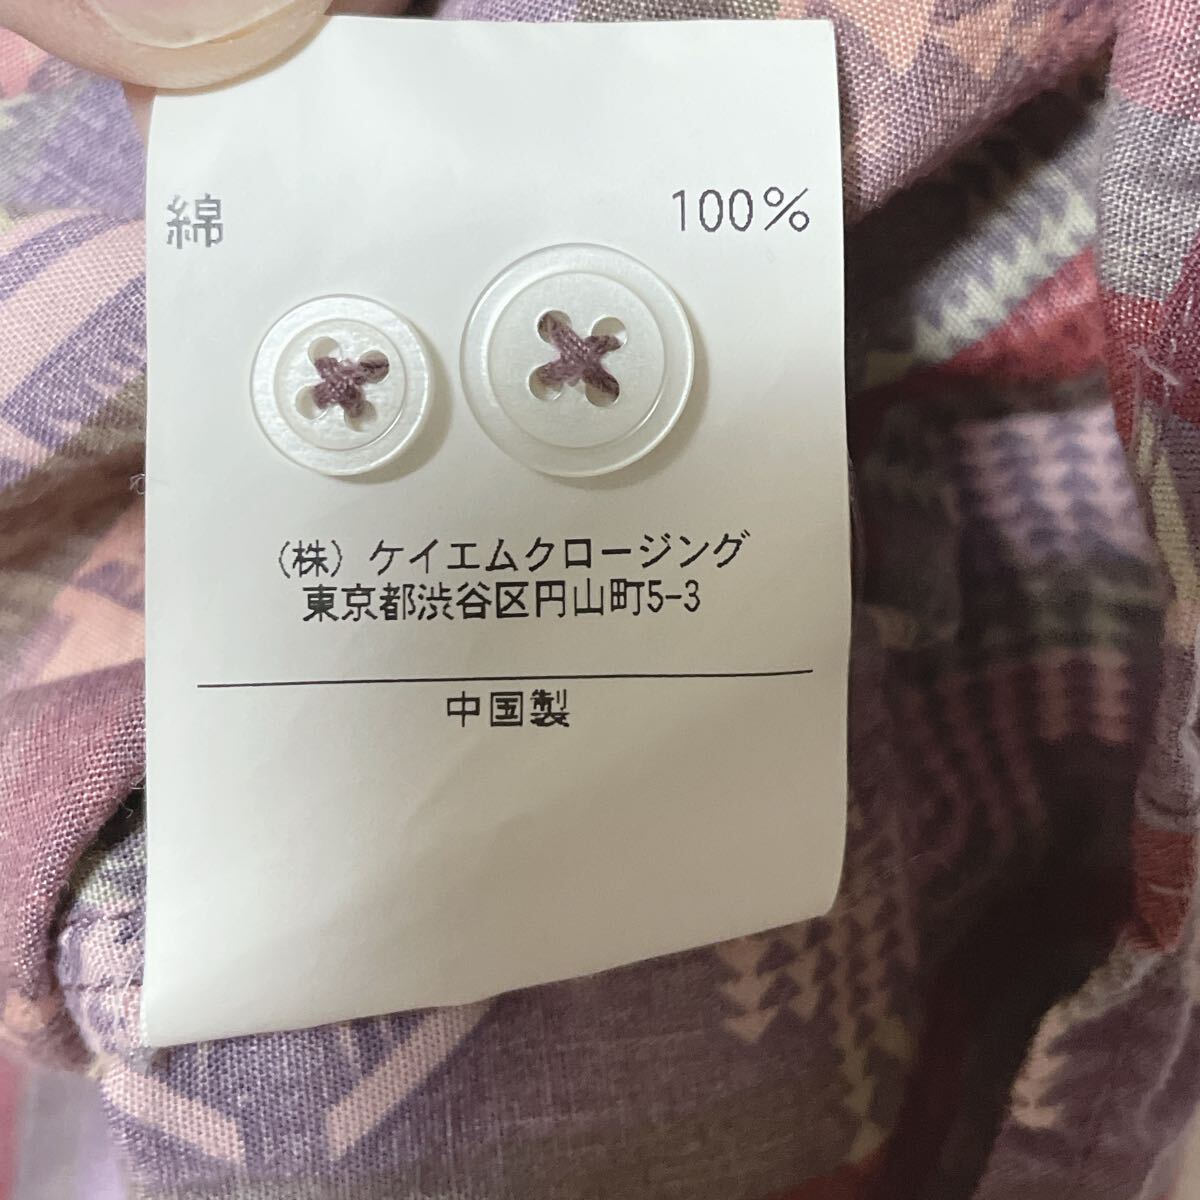 綿 100%
（株）ケイエムクロージング
東京都渋谷区円山町5-3
中国製